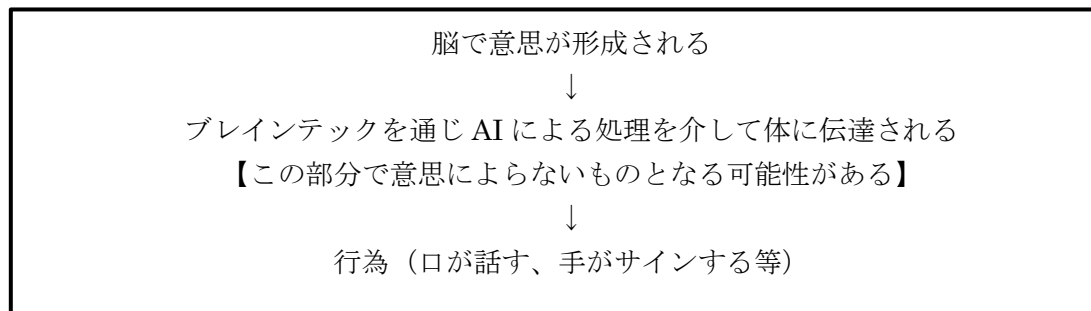 脳で意思が形成される
↓
ブレインテックを通じ AI による処理を介して体に伝達される
【この部分で意思によらないものとなる可能性がある】
↓
行為（口が話す、手がサインする等）